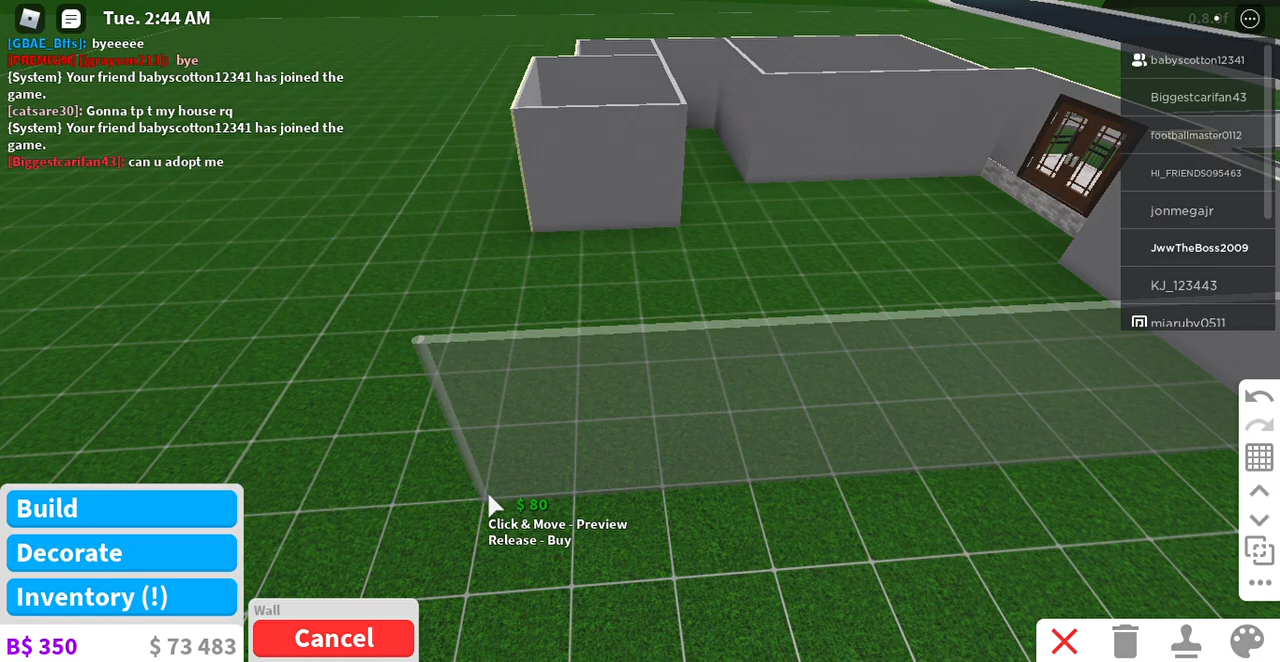 Tue. 2:44 AM
[GBAE_Bffs]: byeeeee
bye
{System} Your friend babyscotton12341 has joined the
game.
[catsare30]: Gonna tp t my house rq
{System} Your friend babyscotton12341 has joined the
game.
[Biggestcarifan43]: can u adopt me
babyscotton12341
Biggestcarifan43
footballmaster0112
HI_FRIENDS095463
jonmegajr
JwwTheBoss2009
KJ_123443
miaruby0511
$ 80
Click & Move - Preview
Release - Buy
Build
Decorate
Inventory (!)
B$ 350
$ 73 483
Wall
Cancel